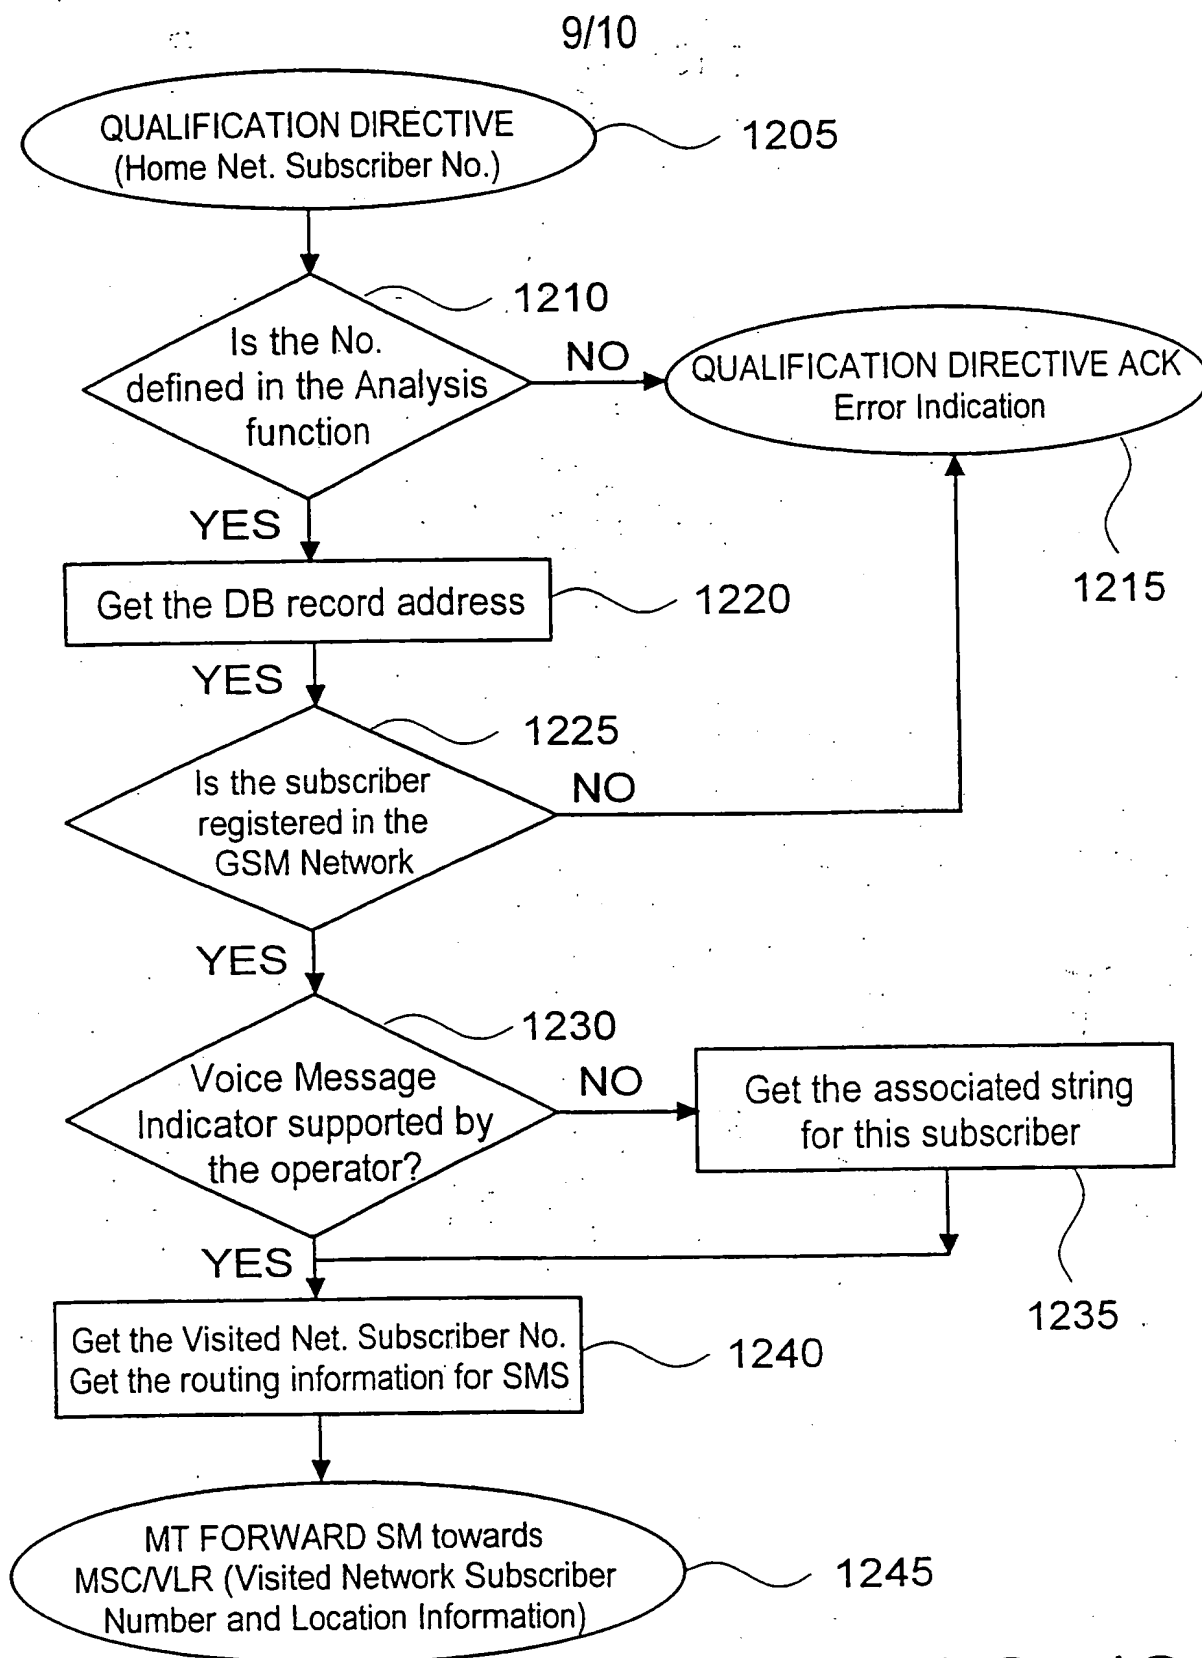 9/10
QUALIFICATION DIRECTIVE
(Home Net. Subscriber No.)
1205
1210
Is the No.
defined in the Analysis
function
NO
QUALIFICATION DIRECTIVE ACK
Error Indication
1215
YES
Get the DB record address
1220
YES
1225
Is the subscriber
registered in the
GSM Network
NO
YES
1230
Voice Message
Indicator supported by
the operator?
NO
Get the associated string
for this subscriber
1235
YES
Get the Visited Net. Subscriber No.
Get the routing information for SMS
1240
MT FORWARD SM towards
MSC/VLR (Visited Network Subscriber
Number and Location Information)
1245